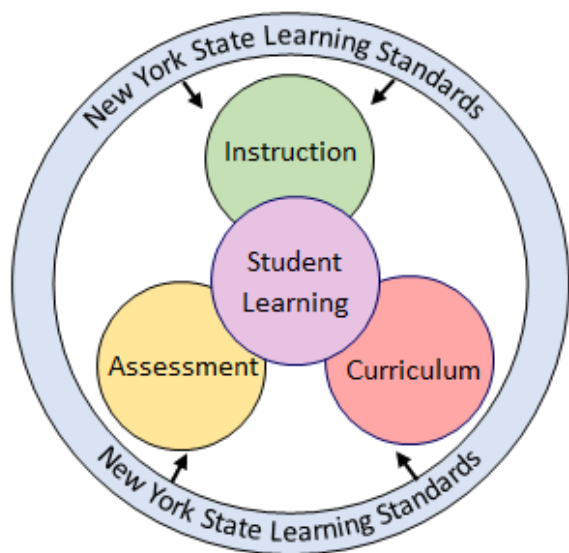 New York State Learning Standards
Instruction
Student
Learning
Assessment
Curriculum
New York State Learning Standards